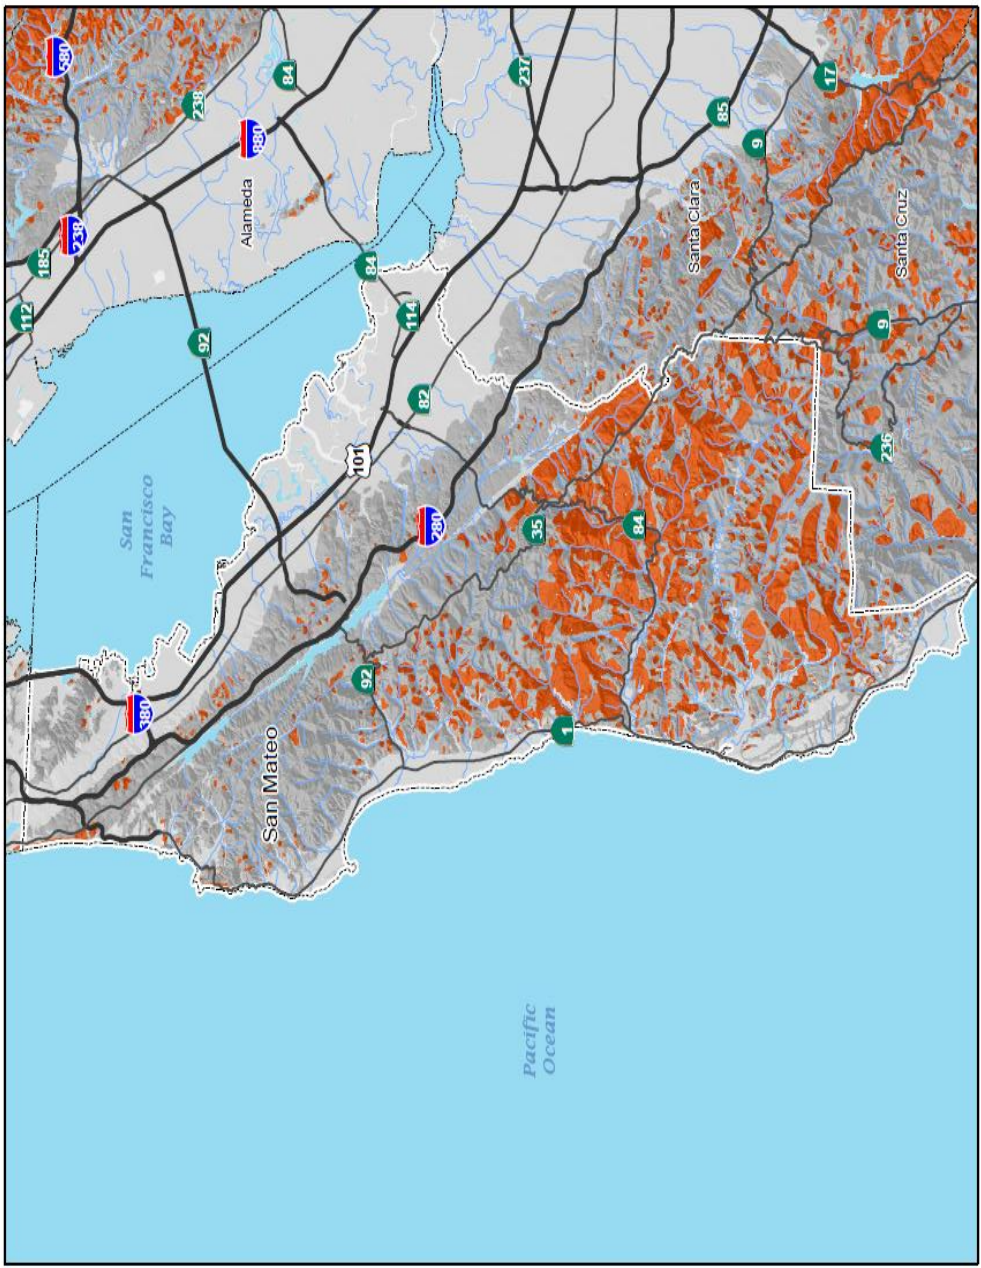 112
185
580
238
380
San
Francisco
Bay
238
92
Alameda
880
San Mateo
84
101
92
84
114
82
280
237
Pacific
Ocean
35
1
84
Santa Clara
85
9
17
9
236
Santa Cruz